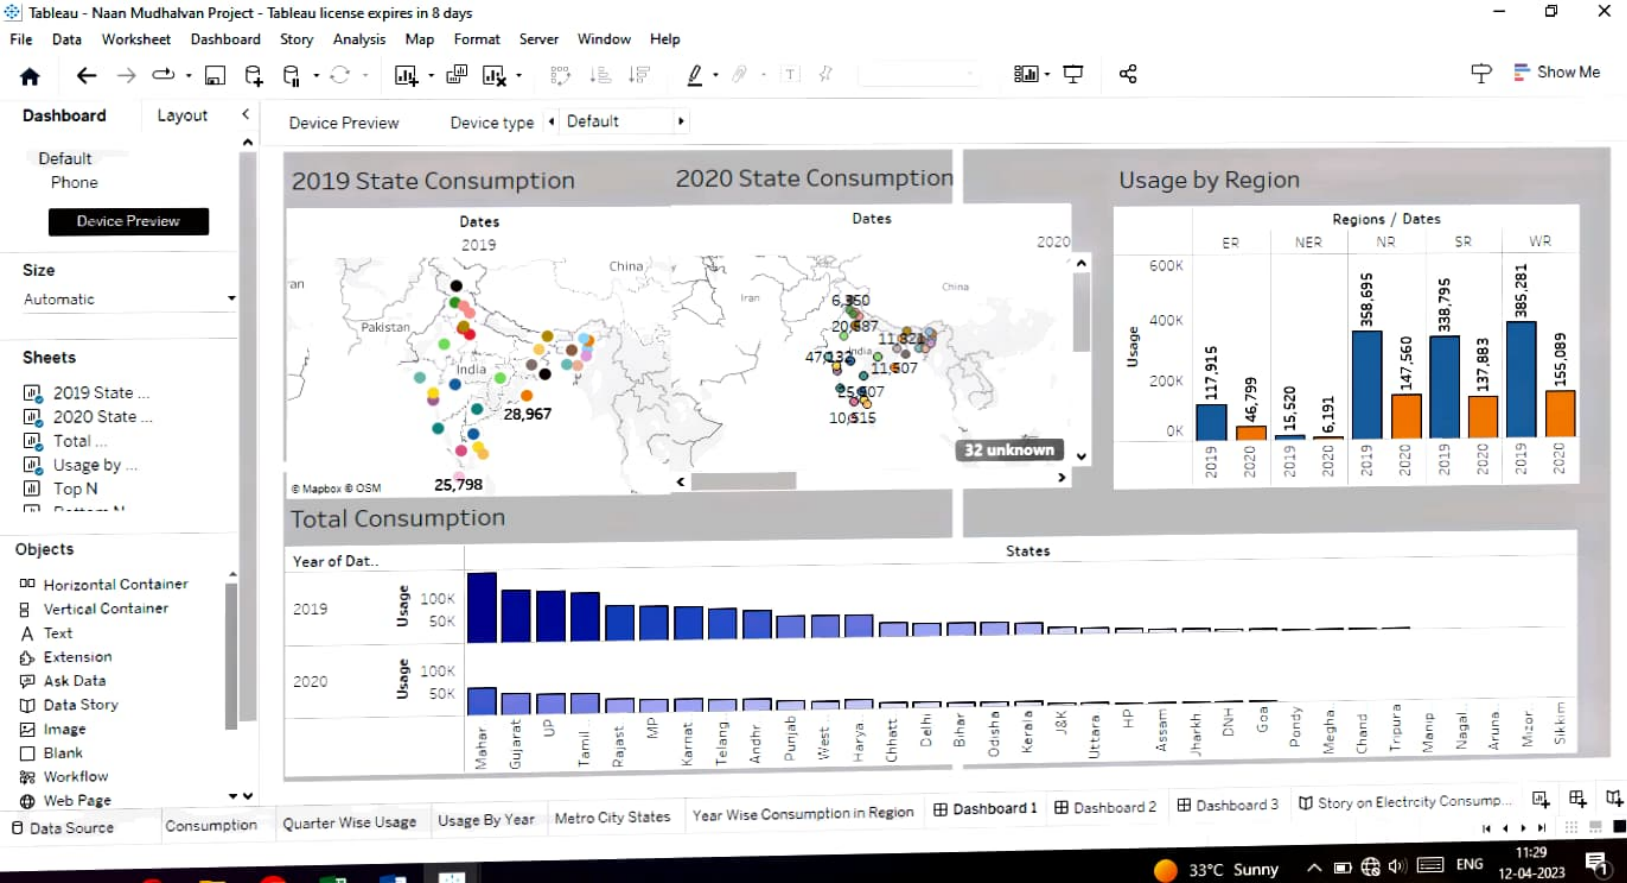 Tableau - Naan Mudhalvan Project - Tableau license expires in 8 days
File Data Worksheet Dashboard Story Analysis Map Format Server Window Help
Show Me
Dashboard Layout
Device Preview Device type Default
Default
Phone
Device Preview
Size
Automatic
Sheets
2019 State ...
2020 State ...
Total ...
Usage by ...
Top N
Objects
Horizontal Container
Vertical Container
Text
Extension
Ask Data
Data Story
Image
Blank
Workflow
Web Page
2019 State Consumption
Dates
2019
China
Pakistan
India
28,967
25,798
© Mapbox © OSM
2020 State Consumption
Dates
2020
Iran
China
India
6,350
11,507
10,515
32 unknown
Usage by Region
Regions / Dates
ER NER NR SR WR
Usage
600K
400K
200K
0K
117,915 46,799 15,520 6,191 358,695 147,560 338,795 137,883 385,281 155,089
2019 2020 2019 2020 2019 2020 2019 2020 2019 2020
Total Consumption
Year of Dat.. States
2019 Usage 100K
50K
2020 Usage 100K
50K
Mahar.. Gujarat UP Tamil .. Rajast.. MP Karnat.. Telang.. Andhr.. Punjab West .. Harya.. Chhatt.. Delhi Bihar Odisha Kerala J&K Uttara.. HP Assam Jharkh.. DNH Goa Pondy Megha.. Chand.. Tripura Manip.. Nagal.. Aruna.. Mizor.. Sikkim
Data Source Consumption Quarter Wise Usage Usage By Year Metro City States Year Wise Consumption in Region Dashboard 1 Dashboard 2 Dashboard 3 Story on Electrcity Consump...
33°C Sunny ENG 11:29
12-04-2023
1